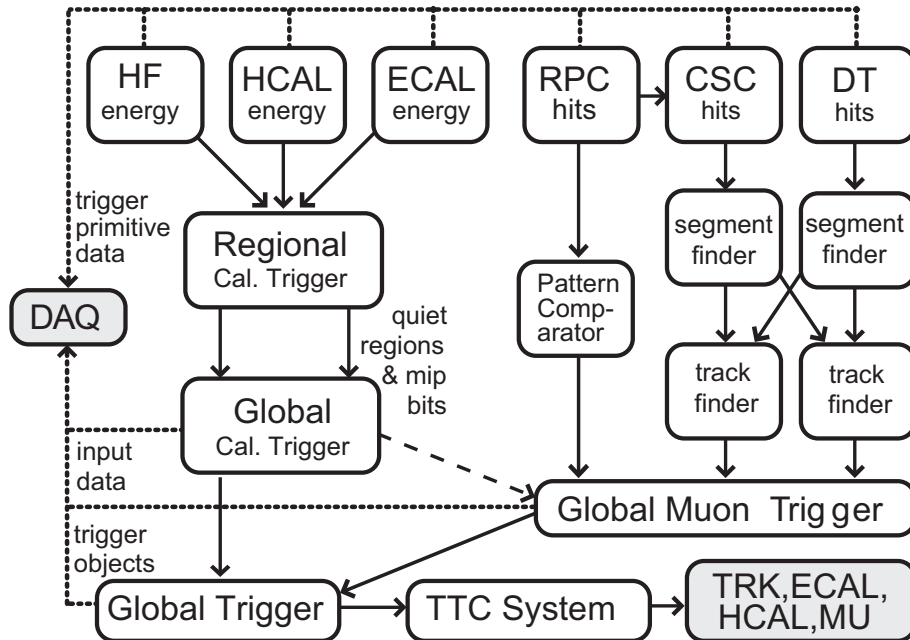 HF
energy
HCAL
energy
ECAL
energy
RPC
hits
CSC
hits
DT
hits
trigger
primitive
data
Regional
Cal. Trigger
segment
finder
segment
finder
DAQ
Pattern
Comp-
arator
quiet
regions
& mip
bits
Global
Cal. Trigger
track
finder
track
finder
input
data
Global Muon Trigger
trigger
objects
Global Trigger
TTC System
TRK,ECAL,
HCAL,MU